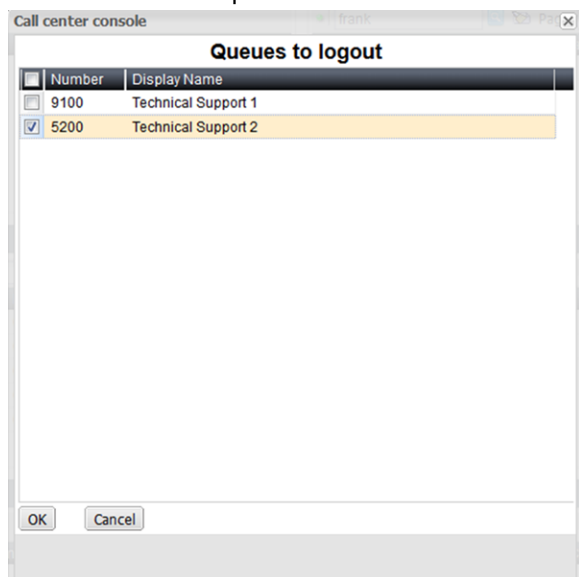 Call center console
frank
Queues to logout
Number Display Name
9100 Technical Support 1
5200 Technical Support 2
OK Cancel